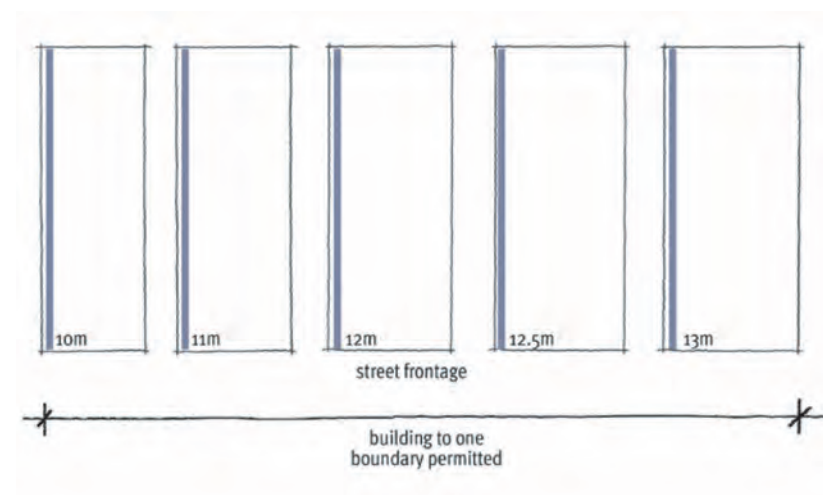 10m
11m
12m
12.5m
13m
street frontage
building to one
boundary permitted